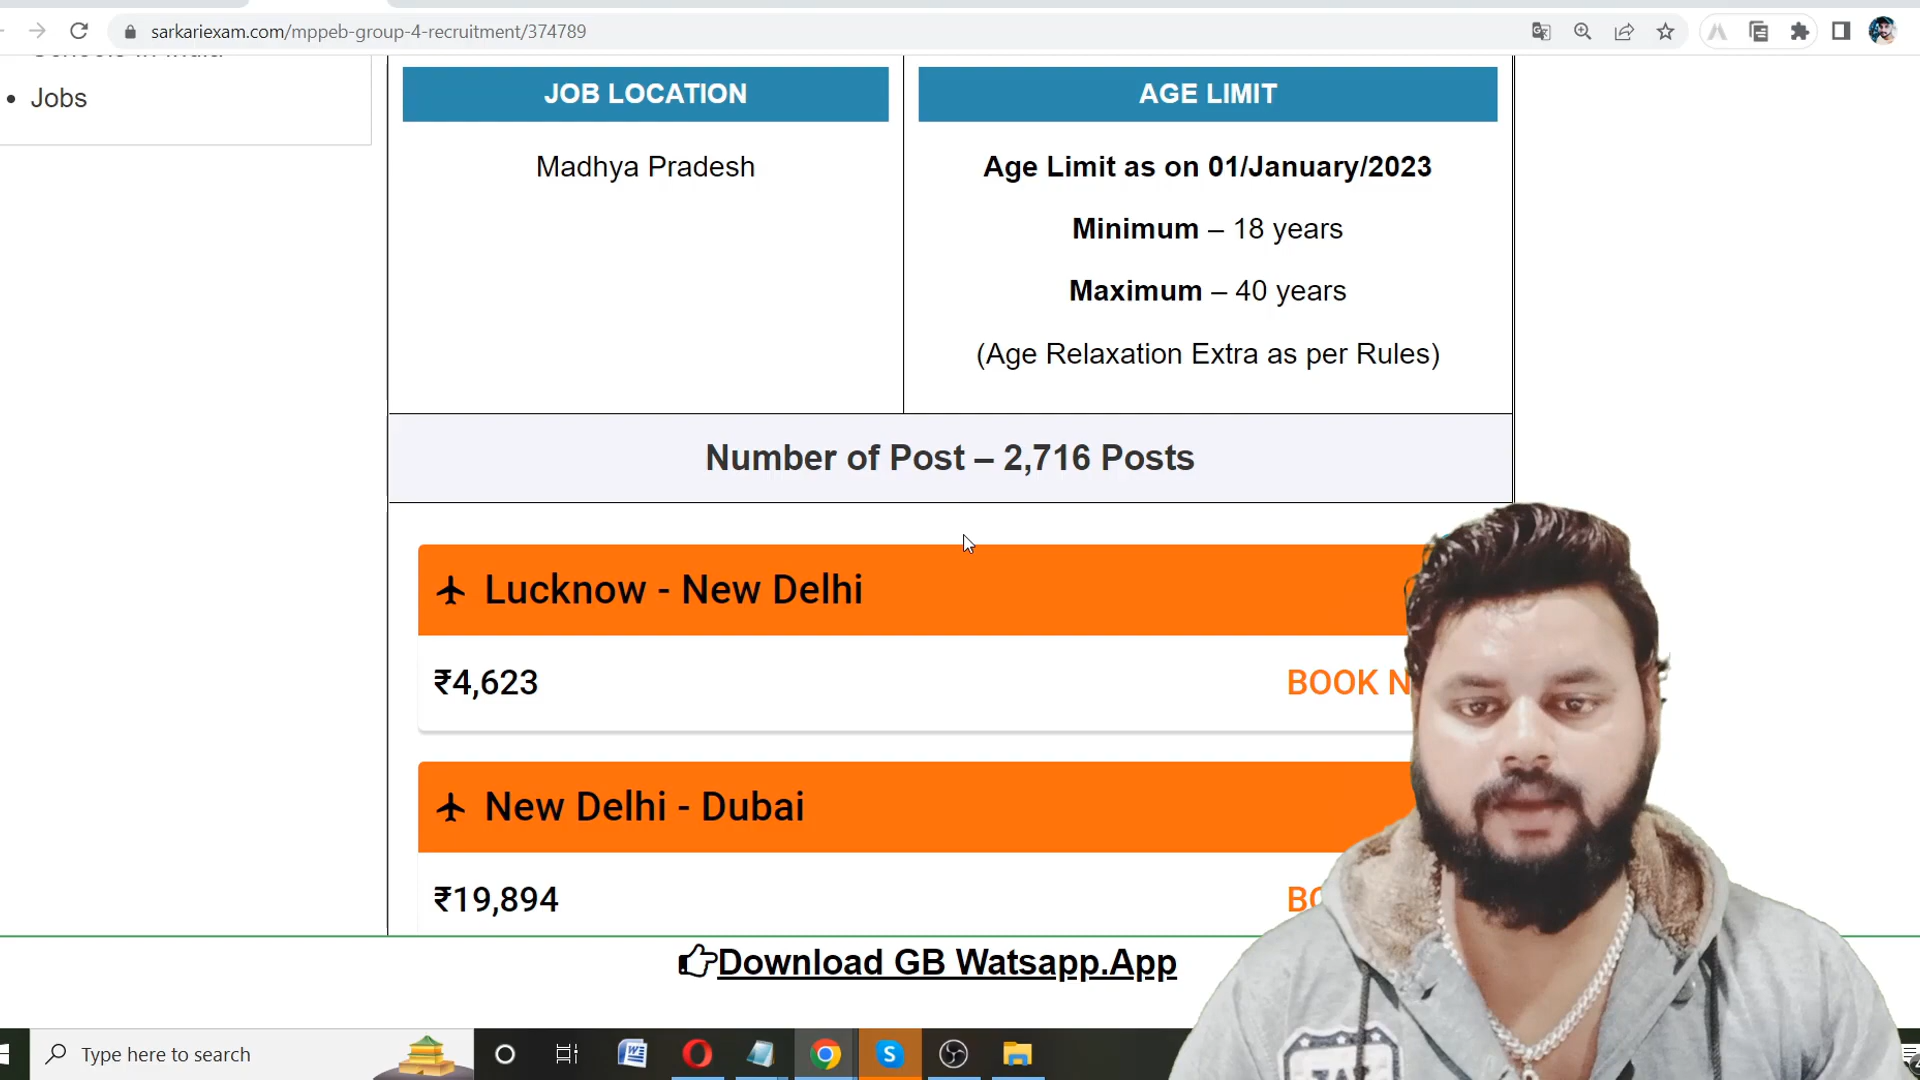 sarkariexam.com/mppeb-group-4-recruitment/374789
Jobs
JOB LOCATION
Madhya Pradesh
AGE LIMIT
Age Limit as on 01/January/2023
Minimum – 18 years
Maximum – 40 years
(Age Relaxation Extra as per Rules)
Number of Post – 2,716 Posts
Lucknow - New Delhi
₹4,623
BOOK N
New Delhi - Dubai
₹19,894
Download GB Watsapp.App
Type here to search